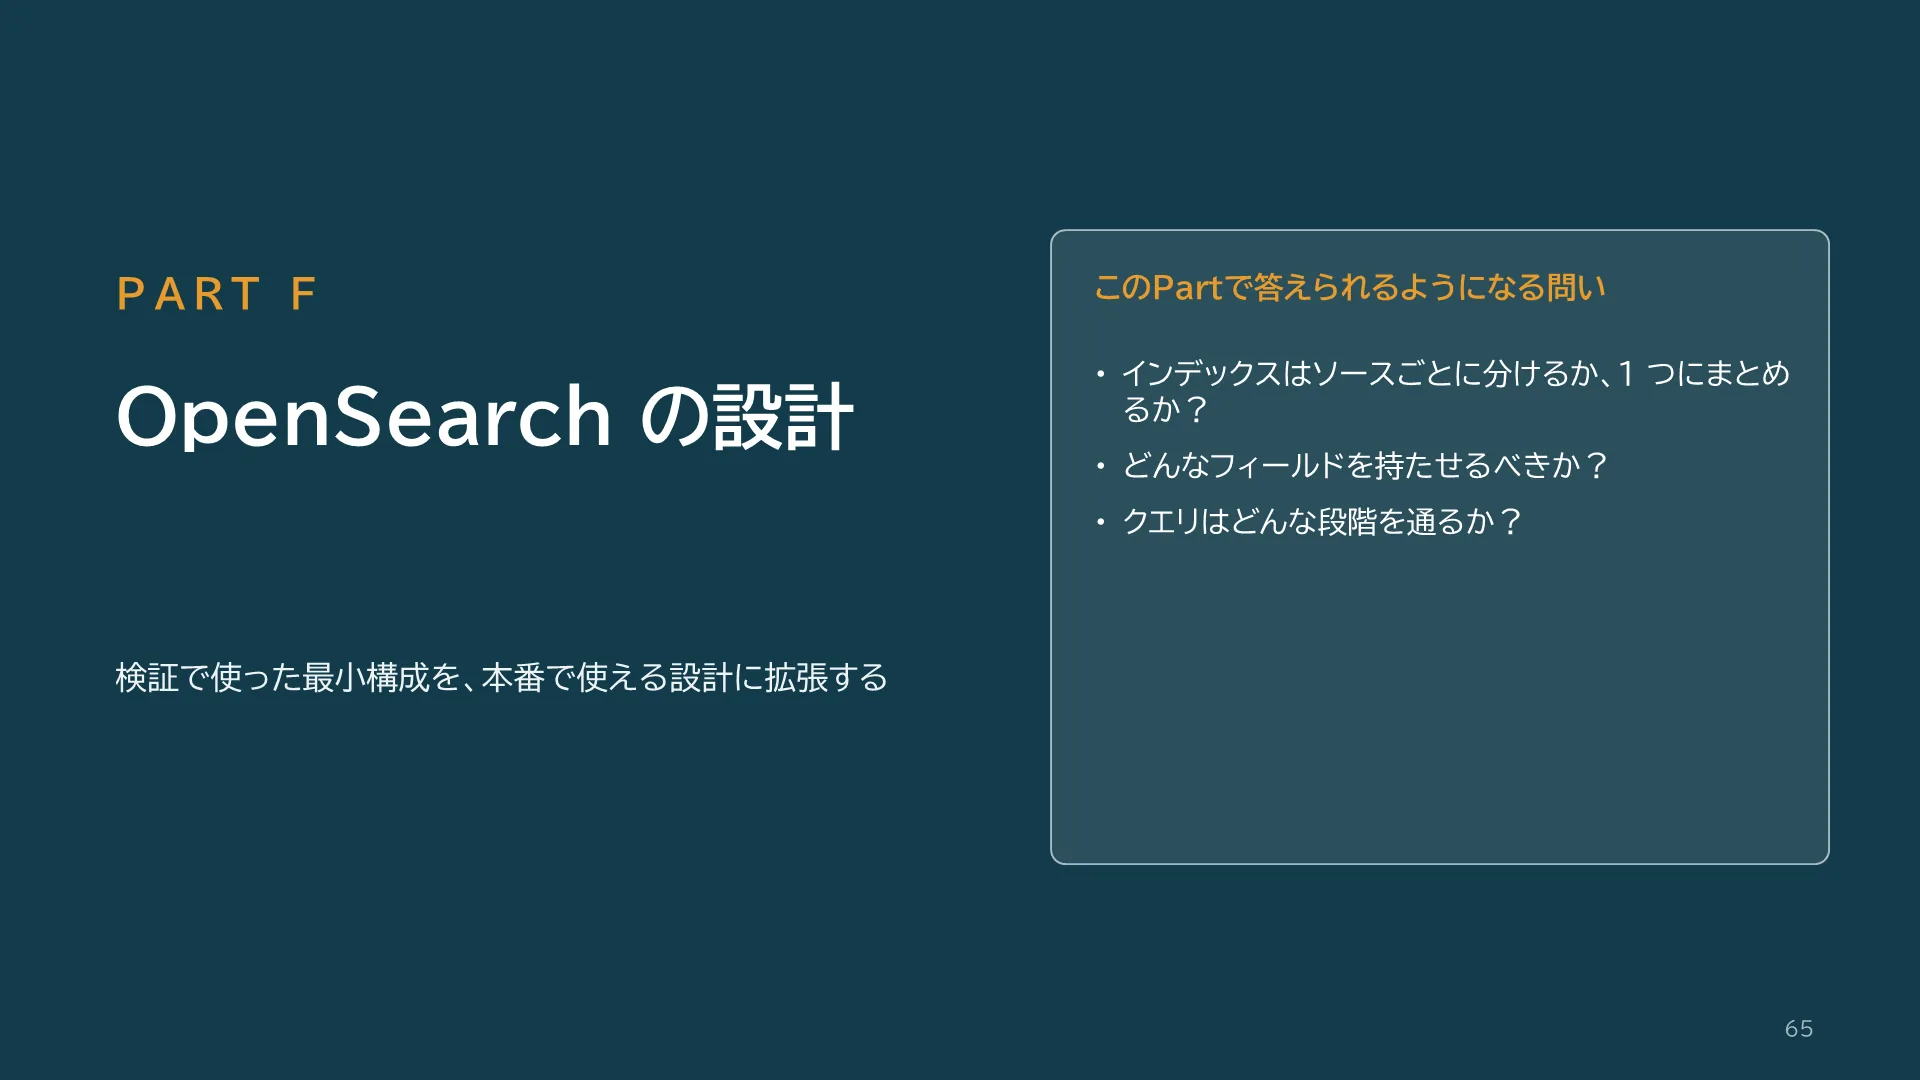 PART F
OpenSearch の設計
検証で使った最小構成を、本番で使える設計に拡張する
このPartで答えられるようになる問い
• インデックスはソースごとに分けるか、1 つにまとめ
るか？
• どんなフィールドを持たせるべきか？
• クエリはどんな段階を通るか？
65